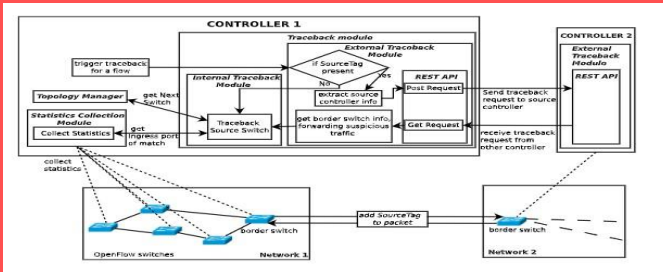 CONTROLLER 1
CONTROLLER 2
Traceback module
External Traceback
Module
External
Traceback
Module
trigger traceback
for a flow
if SourceTag
present
Internal Traceback
Module
No
Yes
REST API
REST API
extract source
controller info
Post Request
Send traceback
request to source
controller
Topology Manager
get Next
Switch
Traceback
Source Switch
get border switch info,
forwarding suspicious
traffic
Get Request
receive traceback
request from
other controller
Statistics Collection
Module
Collect Statistics
get
ingress port
of match
collect
statistics
add SourceTag
to packet
border switch
border switch
OpenFlow switches
Network 1
Network 2